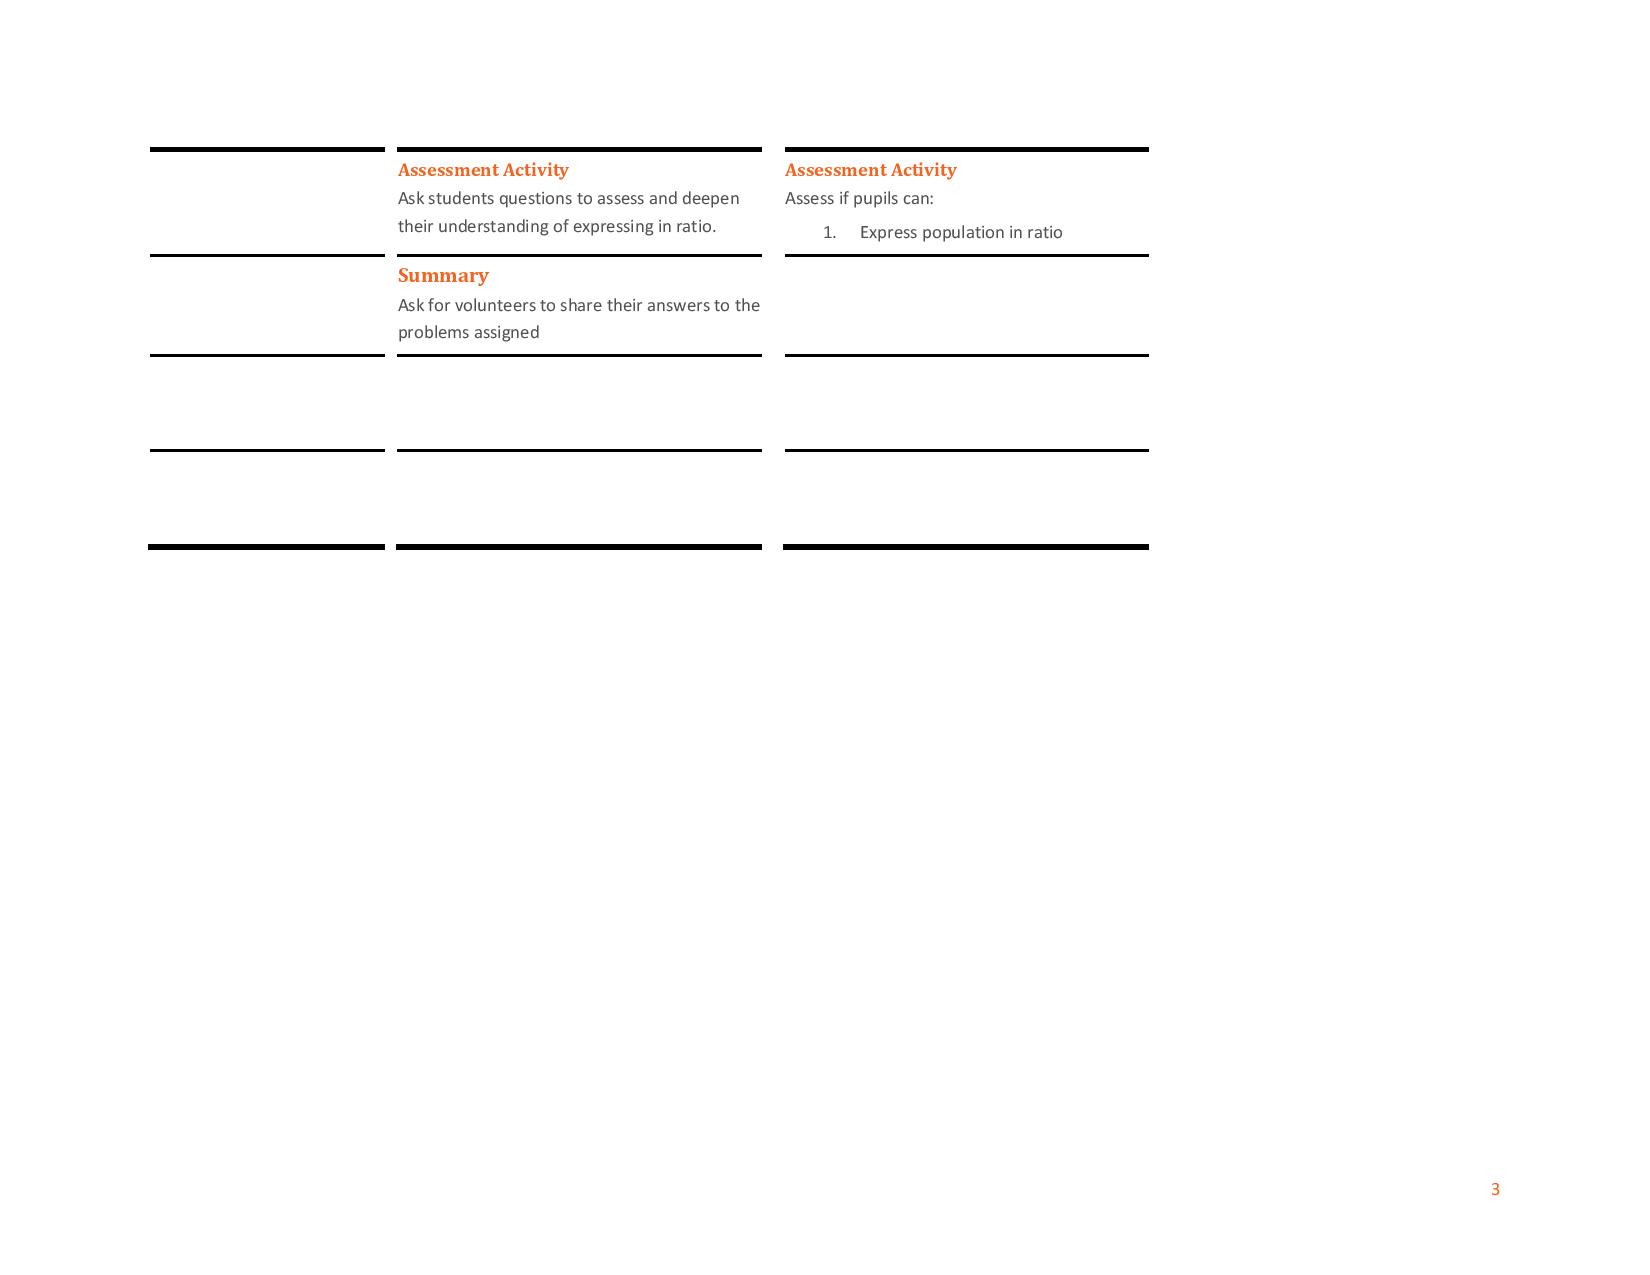 Assessment Activity
Ask students questions to assess and deepen
their understanding of expressing in ratio.
Assessment Activity
Assess if pupils can:
1. Express population in ratio
Summary
Ask for volunteers to share their answers to the
problems assigned
3